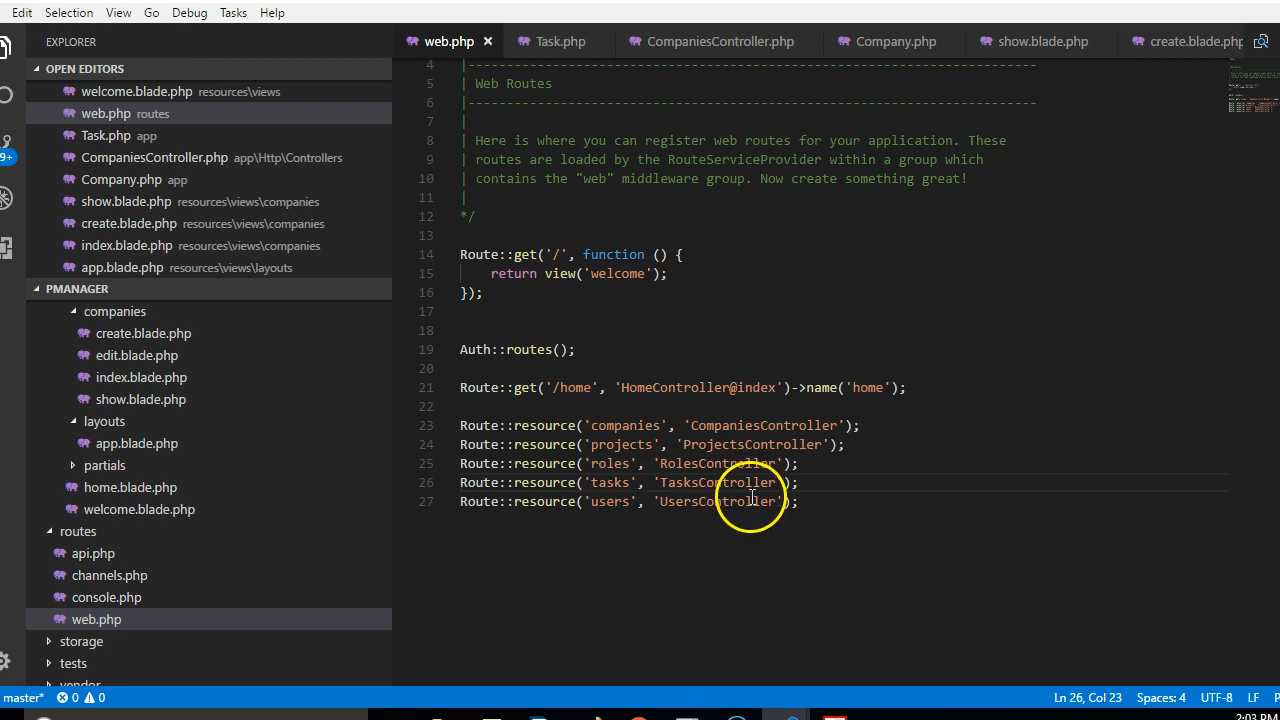 Edit Selection View Go Debug Tasks Help
EXPLORER
OPEN EDITORS
welcome.blade.php resources\views
web.php routes
Task.php app
CompaniesController.php app\Http\Controllers
Company.php app
show.blade.php resources\views\companies
create.blade.php resources\views\companies
index.blade.php resources\views\companies
app.blade.php resources\views\layouts
PMANAGER
companies
create.blade.php
edit.blade.php
index.blade.php
show.blade.php
layouts
app.blade.php
partials
home.blade.php
welcome.blade.php
routes
api.php
channels.php
console.php
web.php
storage
tests
vendor
9+
web.php Task.php CompaniesController.php Company.php show.blade.php create.blade.php
4 |--------------------------------------------------------------------------
5 | Web Routes
6 |--------------------------------------------------------------------------
7 |
8 | Here is where you can register web routes for your application. These
9 | routes are loaded by the RouteServiceProvider within a group which
10 | contains the "web" middleware group. Now create something great!
11 |
12 */
13
14 Route::get('/', function () {
15 return view('welcome');
16 });
17
18
19 Auth::routes();
20
21 Route::get('/home', 'HomeController@index')->name('home');
22
23 Route::resource('companies', 'CompaniesController');
24 Route::resource('projects', 'ProjectsController');
25 Route::resource('roles', 'RolesController');
26 Route::resource('tasks', 'TasksController');
27 Route::resource('users', 'UsersController');
master* 0 0 Ln 26, Col 23 Spaces: 4 UTF-8 LF P
2:03 PM